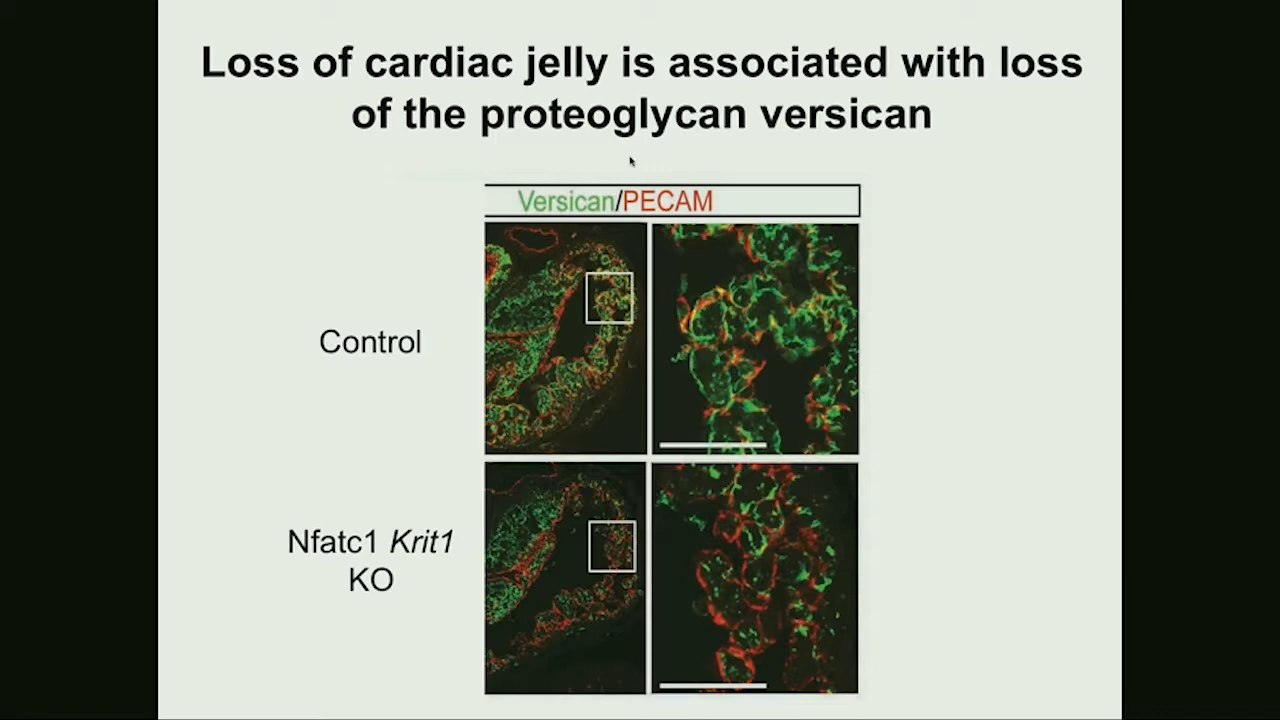 Loss of cardiac jelly is associated with loss
of the proteoglycan versican
Versican/PECAM
Control
Nfatc1 Krit1
KO